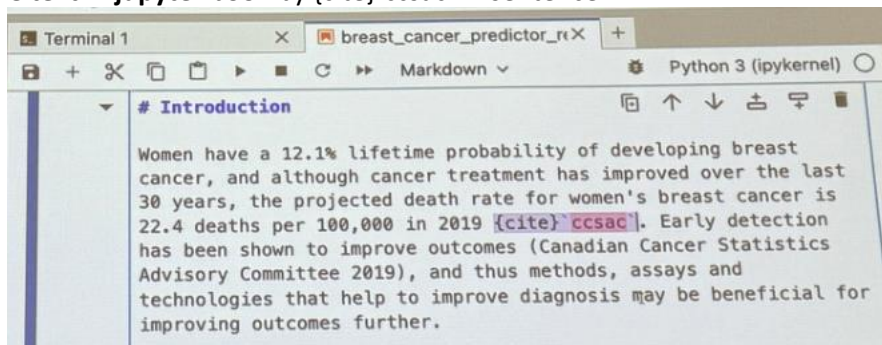 Terminal 1
breast_cancer_predictor_re
Markdown
Python 3 (ipykernel)
# Introduction
Women have a 12.1% lifetime probability of developing breast
cancer, and although cancer treatment has improved over the last
30 years, the projected death rate for women's breast cancer is
22.4 deaths per 100,000 in 2019 {cite}`ccsac`. Early detection
has been shown to improve outcomes (Canadian Cancer Statistics
Advisory Committee 2019), and thus methods, assays and
technologies that help to improve diagnosis may be beneficial for
improving outcomes further.